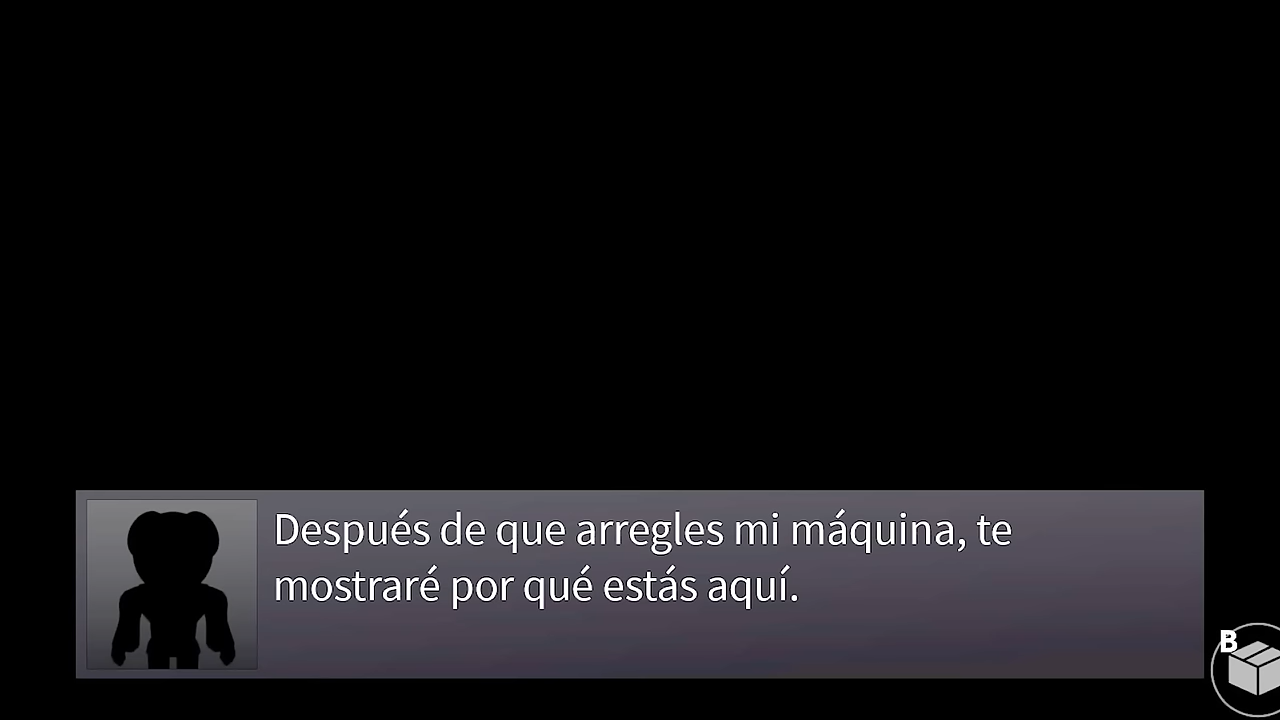 Después de que arregles mi máquina, te
mostraré por qué estás aquí.
B